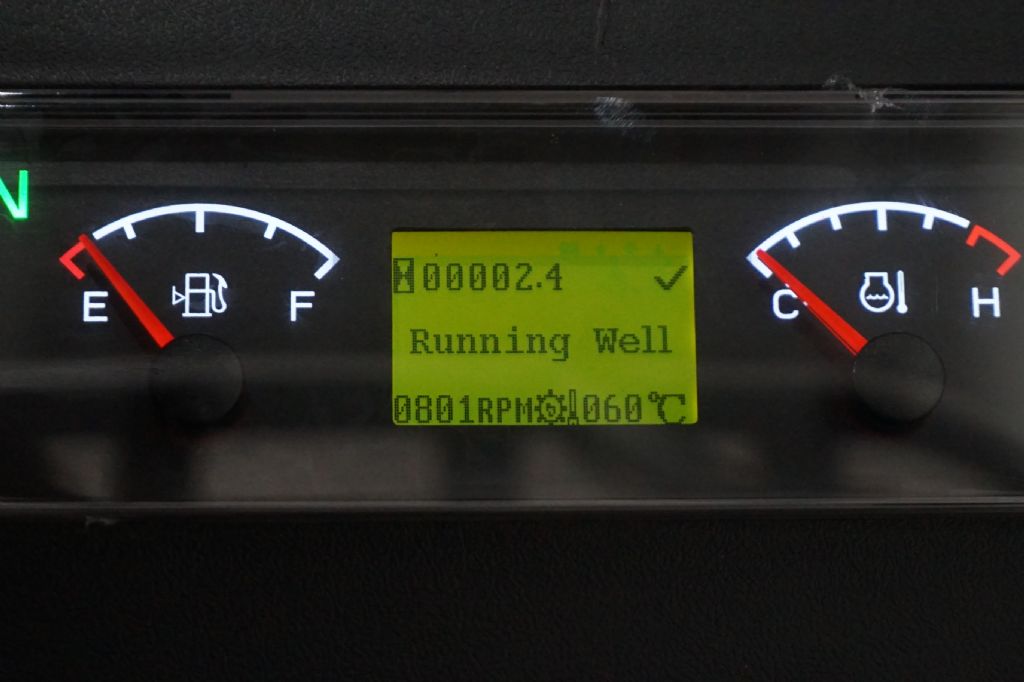 N
E F
00002.4
Running Well
0801RPM 060℃
C H